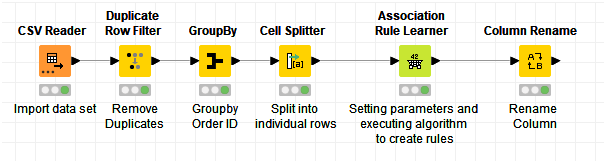 Duplicate
Association
CSV Reader
Row Filter
GroupBy
Cell Splitter
Rule Learner
Column Rename
[a]
42
A
B
Import data set
Remove
Groupby
Split into
Setting parameters and
Rename
Duplicates
Order ID
individual rows
executing algorithm
Column
to create rules